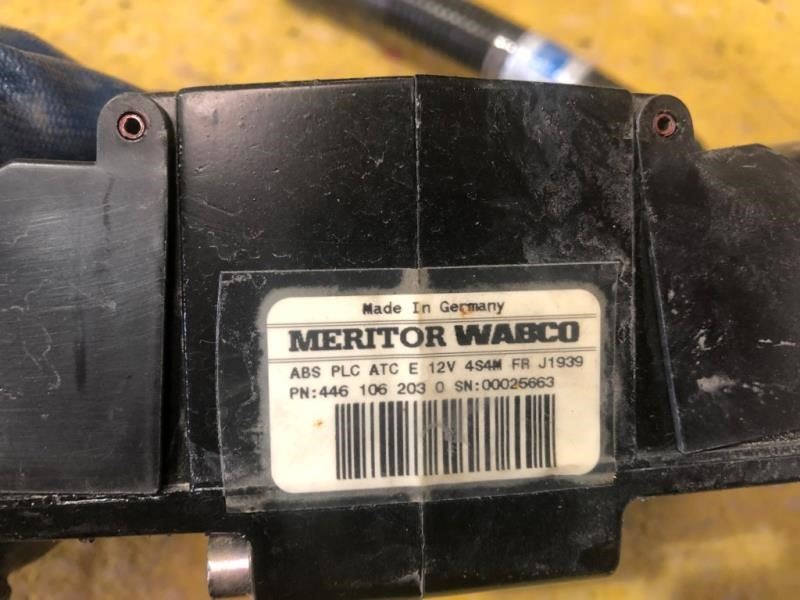 Made In Germany
MERITOR WABCO
ABS PLC ATC E 12V 4S4M FR J1939
PN:446 106 203 0 SN:00025663